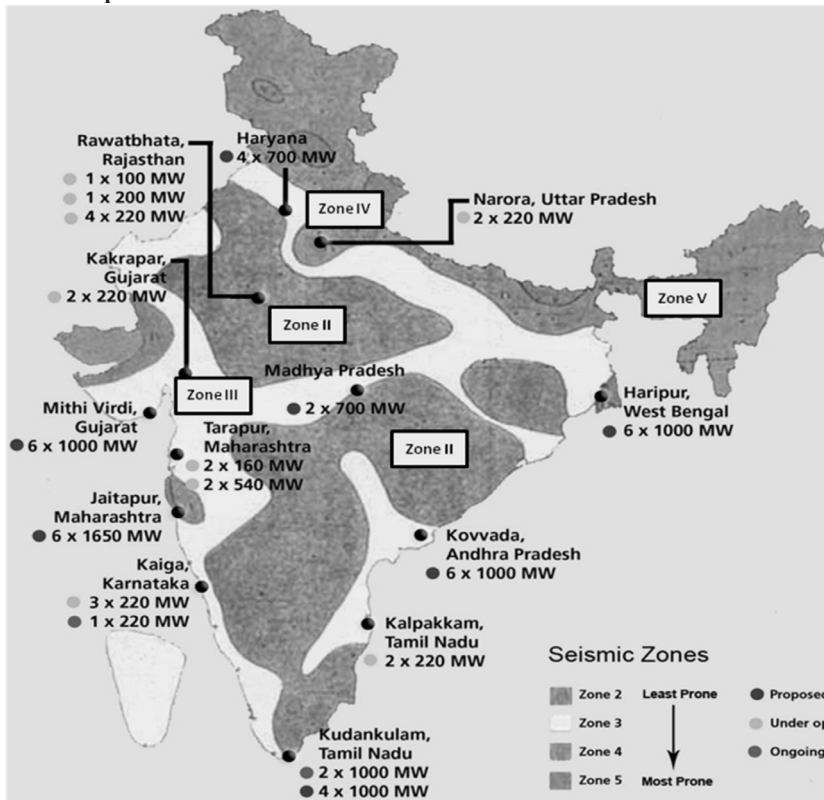 Rawatbhata,
Rajasthan
1 x 100 MW
1 x 200 MW
4 x 220 MW
Haryana
4 x 700 MW
Zone IV
Narora, Uttar Pradesh
2 x 220 MW
Kakrapar,
Gujarat
2 x 220 MW
Zone V
Zone II
Madhya Pradesh
2 x 700 MW
Zone III
Mithi Virdi,
Gujarat
6 x 1000 MW
Tarapur,
Maharashtra
2 x 160 MW
2 x 540 MW
Haripur,
West Bengal
6 x 1000 MW
Zone II
Jaitapur,
Maharashtra
6 x 1650 MW
Kovvada,
Andhra Pradesh
6 x 1000 MW
Kaiga,
Karnataka
3 x 220 MW
1 x 220 MW
Kalpakkam,
Tamil Nadu
2 x 220 MW
Kudankulam,
Tamil Nadu
2 x 1000 MW
4 x 1000 MW
Seismic Zones
Zone 2 Least Prone
Zone 3
Zone 4
Zone 5 Most Prone
Proposed
Under op
Ongoing